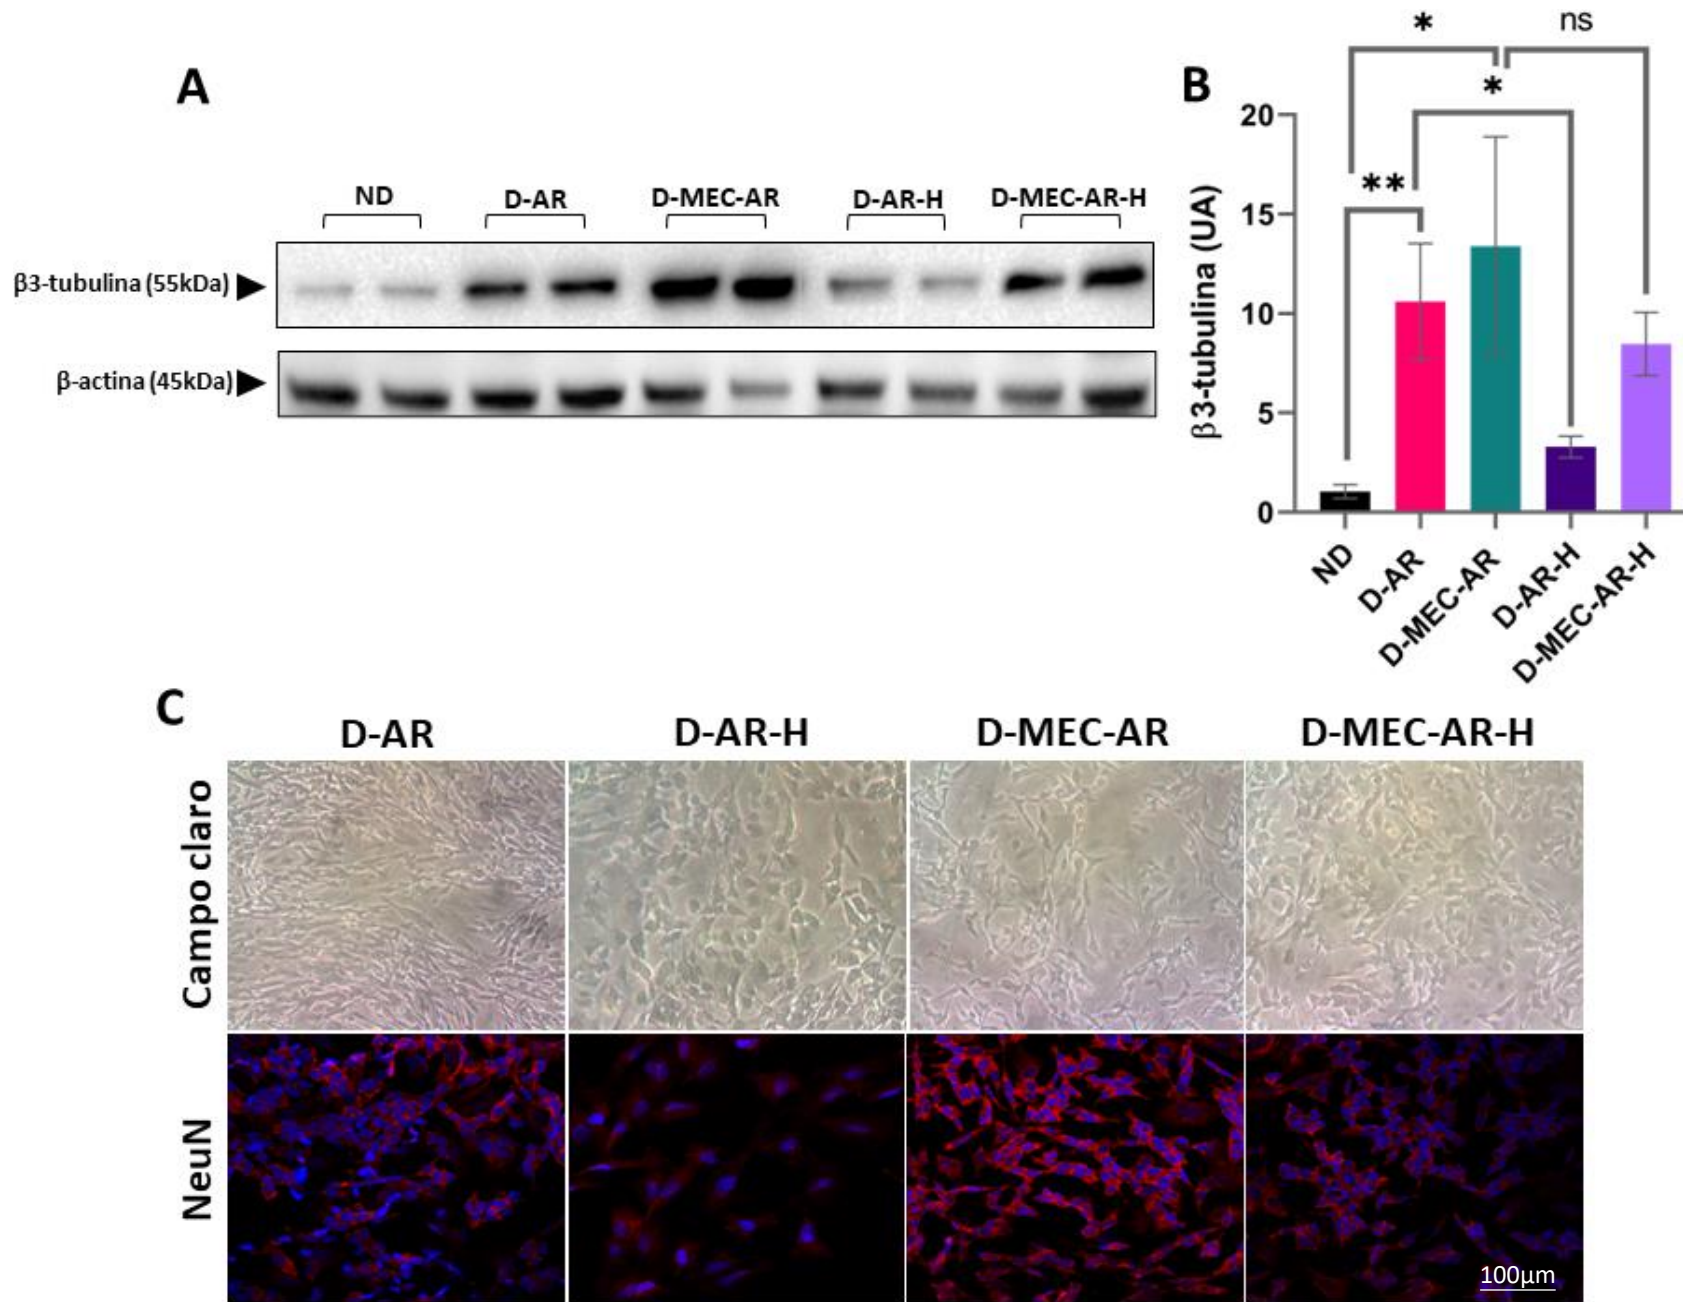 A
ND
D-AR
D-MEC-AR
D-AR-H
D-MEC-AR-H
β3-tubulina (55kDa)
β-actina (45kDa)
B
*
ns
*
**
β3-tubulina (UA)
20
15
10
5
0
ND
D-AR
D-MEC-AR
D-AR-H
D-MEC-AR-H
C
D-AR
D-AR-H
D-MEC-AR
D-MEC-AR-H
Campo claro
NeuN
100μm